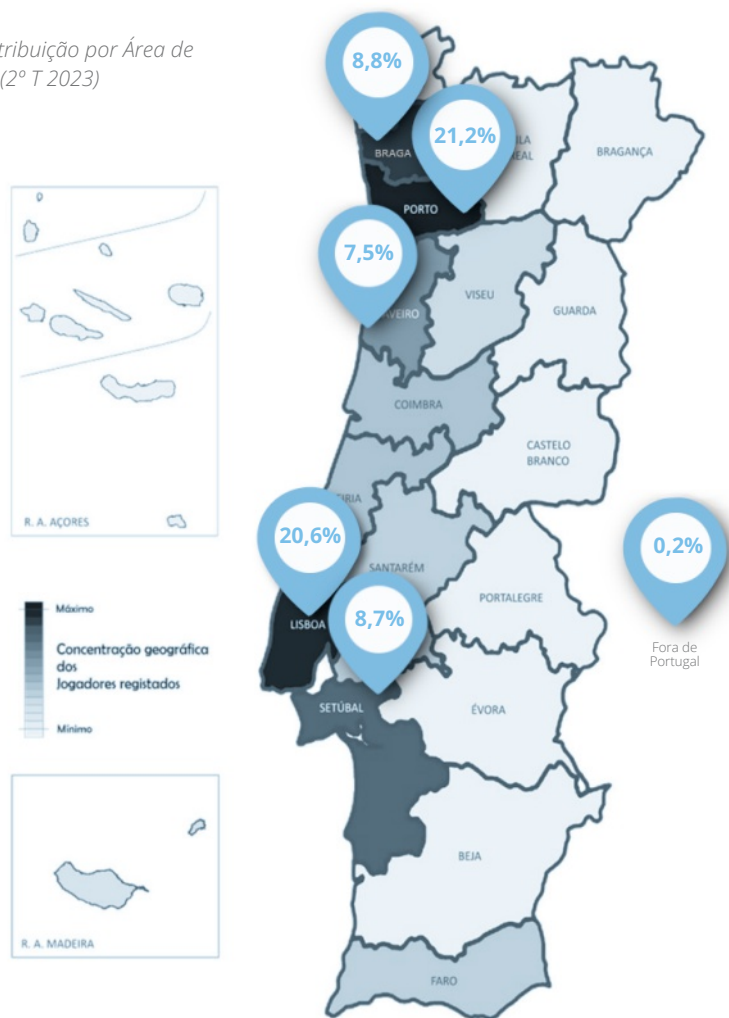 tribuição por Área de
(2º T 2023)
8,8%
21,2%
BRAGA
REAL
BRAGANÇA
PORTO
7,5%
VISEU
AVEIRO
GUARDA
COIMBRA
CASTELO
BRANCO
R. A. AÇORES
20,6%
0,2%
SANTARÉM
PORTALEGRE
Máximo
8,7%
LISBOA
Concentração geográfica
dos
Jogadores registados
Fora de
Portugal
SETÚBAL
ÉVORA
Mínimo
BEJA
R. A. MADEIRA
FARO